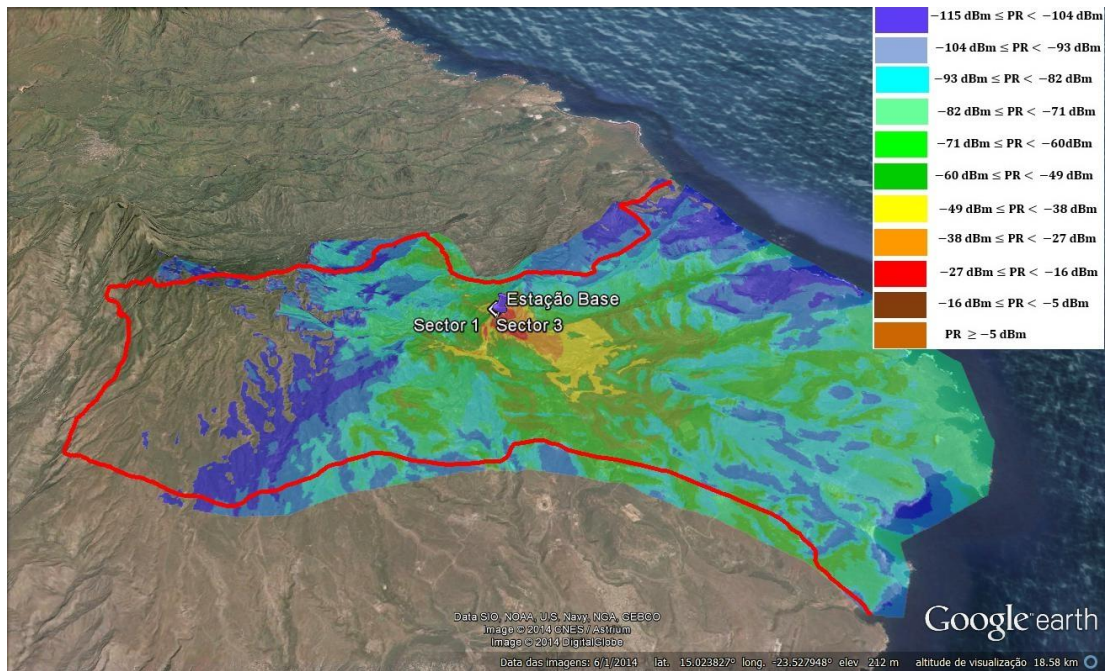 −115 dBm ≤ PR < −104 dBm
−104 dBm ≤ PR < −93 dBm
−93 dBm ≤ PR < −82 dBm
−82 dBm ≤ PR < −71 dBm
−71 dBm ≤ PR < −60dBm
−60 dBm ≤ PR < −49 dBm
−49 dBm ≤ PR < −38 dBm
−38 dBm ≤ PR < −27 dBm
−27 dBm ≤ PR < −16 dBm
−16 dBm ≤ PR < −5 dBm
PR ≥ −5 dBm
Estação Base
Sector 1 Sector 3
Data SIO, NOAA, U.S. Navy, NGA, GEBCO
Image © 2014 CNES / Astrium
Image © 2014 DigitalGlobe
Google earth
Data das imagens: 6/1/2014 lat. 15.023827° long. -23.527948° elev 212 m altitude de visualização 18.58 km